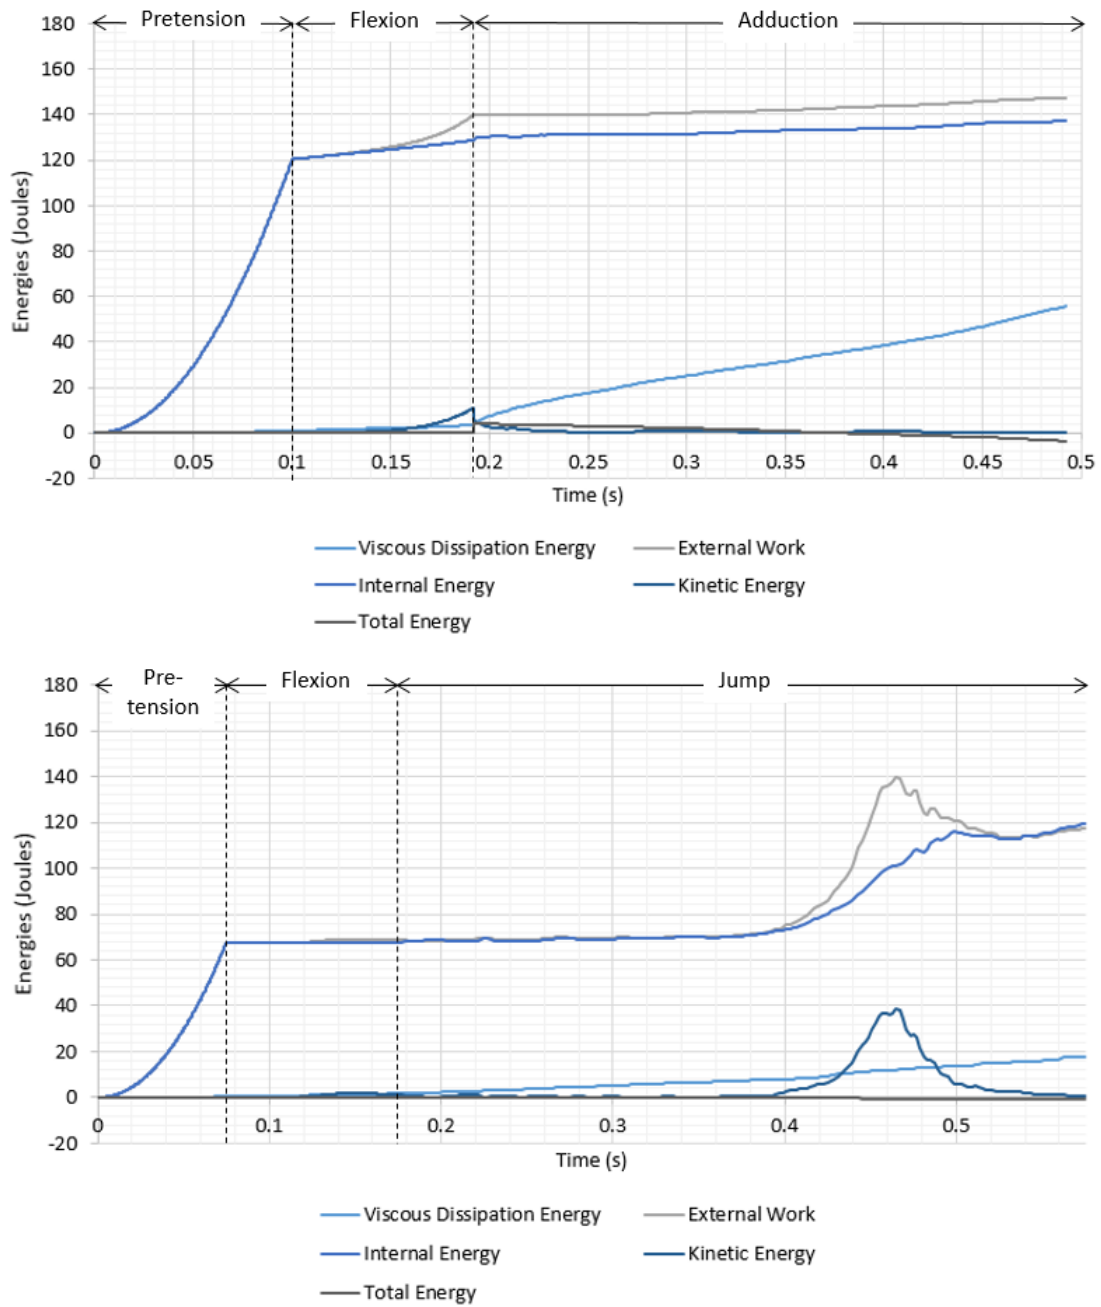 Pretension Flexion Adduction
180
160
140
120
100
80
60
40
20
0
-20
Energies (Joules)
0 0.05 0.1 0.15 0.2 0.25 0.3 0.35 0.4 0.45 0.5
Time (s)
Viscous Dissipation Energy External Work
Internal Energy Kinetic Energy
Total Energy
Pre- Flexion Jump
tension
180
160
140
120
100
80
60
40
20
0
-20
Energies (Joules)
0 0.1 0.2 0.3 0.4 0.5
Time (s)
Viscous Dissipation Energy External Work
Internal Energy Kinetic Energy
Total Energy